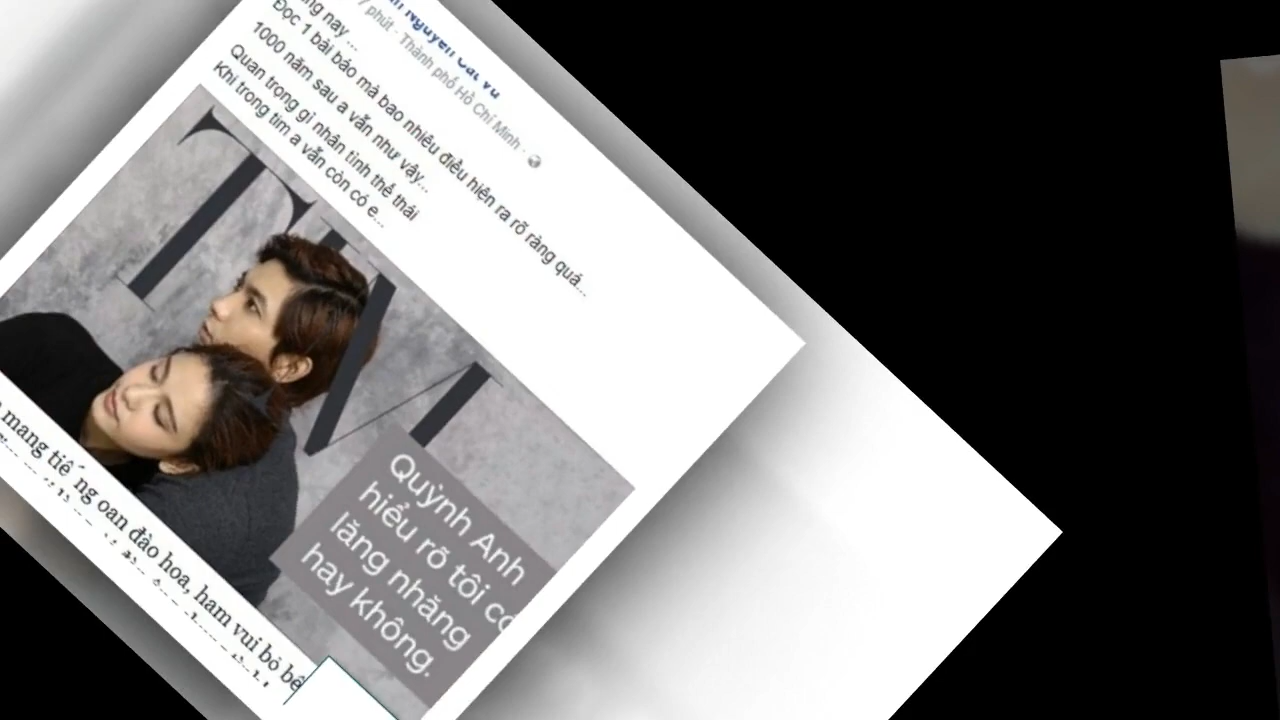 phút · Thành phố Hồ Chí Minh ·
nay...
Đọc 1 bài báo mà bao nhiêu điều hiện ra rõ ràng quá...
1000 năm sau a vẫn như vậy...
Quan trọng gì nhân tình thế thái
Khi trong tim a vẫn còn có e...
TM
Quỳnh Anh
hiểu rõ tôi có
lăng nhăng
hay không.
mang tiếng oan đào hoa, ham vui bỏ bê